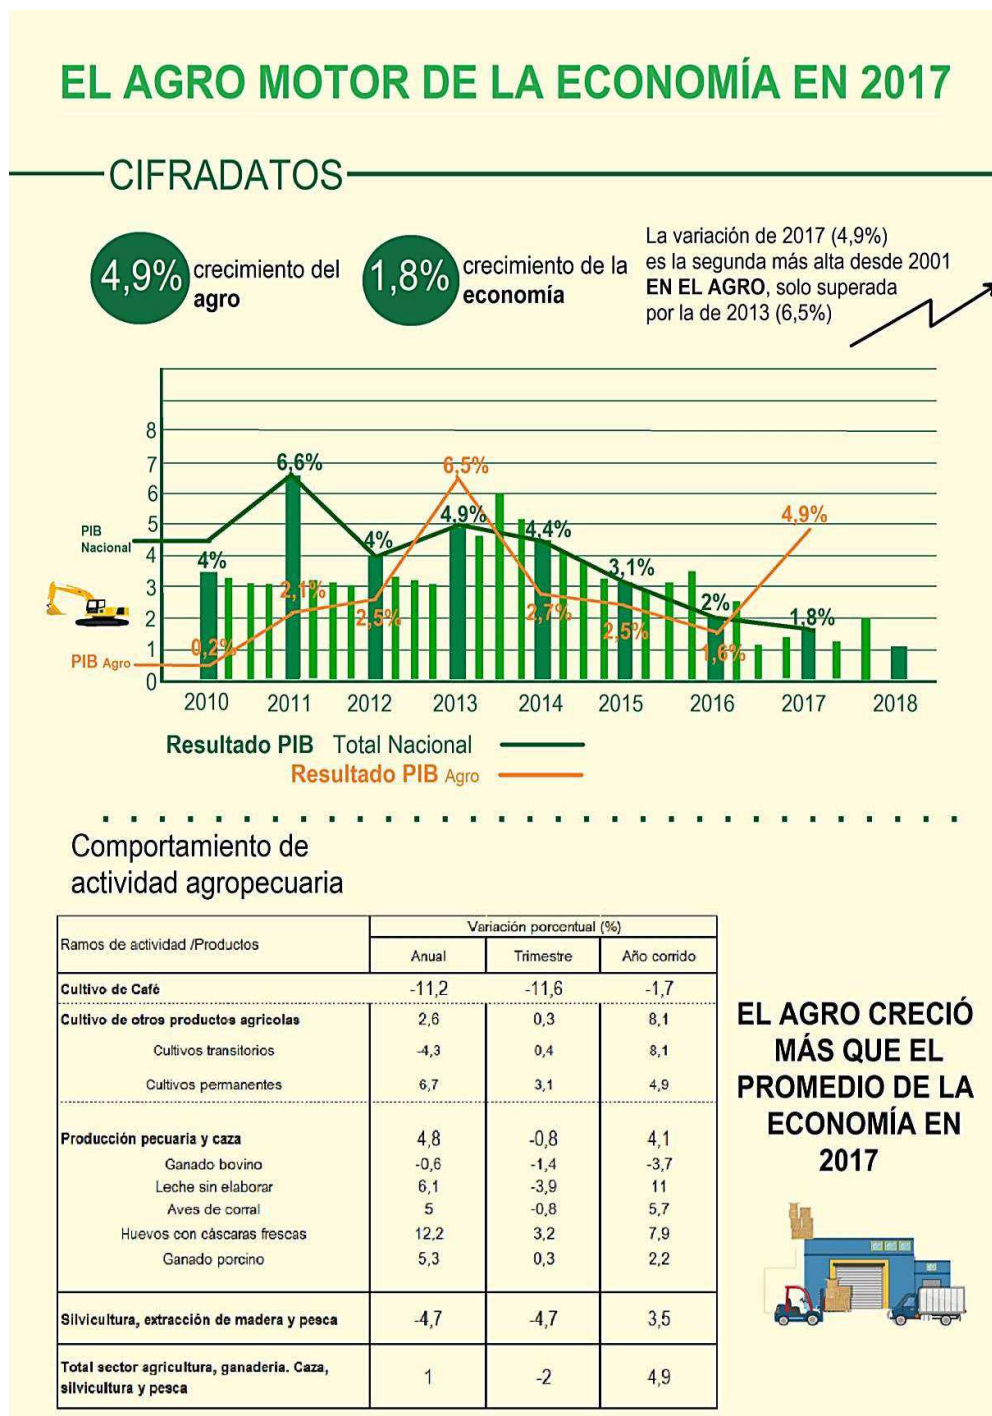 EL AGRO MOTOR DE LA ECONOMÍA EN 2017
CIFRADATOS
4,9% crecimiento del
agro
1,8% crecimiento de la
economía
La variación de 2017 (4,9%)
es la segunda más alta desde 2001
EN EL AGRO, solo superada
por la de 2013 (6,5%)
8
7
6
5
4
3
2
1
0
PIB
Nacional
PIB Agro
4%
6,6%
4%
4,9%
4,4%
3,1%
2%
1,8%
0,2%
2,1%
2,5%
6,5%
2,7%
2,5%
1,6%
4,9%
2010 2011 2012 2013 2014 2015 2016 2017 2018
Resultado PIB Total Nacional
Resultado PIB Agro
Comportamiento de
actividad agropecuaria
Ramos de actividad /Productos
Variación porcentual (%)
Anual Trimestre Año corrido
Cultivo de Café -11,2 -11,6 -1,7
Cultivo de otros productos agricolas 2,6 0,3 8,1
Cultivos transitorios -4,3 0,4 8,1
Cultivos permanentes 6,7 3,1 4,9
Producción pecuaria y caza 4,8 -0,8 4,1
Ganado bovino -0,6 -1,4 -3,7
Leche sin elaborar 6,1 -3,9 11
Aves de corral 5 -0,8 5,7
Huevos con cáscaras frescas 12,2 3,2 7,9
Ganado porcino 5,3 0,3 2,2
Silvicultura, extracción de madera y pesca -4,7 -4,7 3,5
Total sector agricultura, ganaderia. Caza,
silvicultura y pesca 1 -2 4,9
EL AGRO CRECIÓ
MÁS QUE EL
PROMEDIO DE LA
ECONOMÍA EN
2017